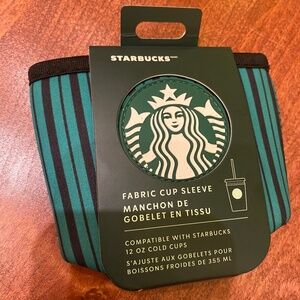 STARBUCKS
FABRIC CUP SLEEVE
MANCHON DE
GOBELET EN TISSU
COMPATIBLE WITH STARBUCKS
12 OZ COLD CUPS
S'AJUSTE AUX GOBELETS POUR
BOISSONS FROIDES DE 355 ML